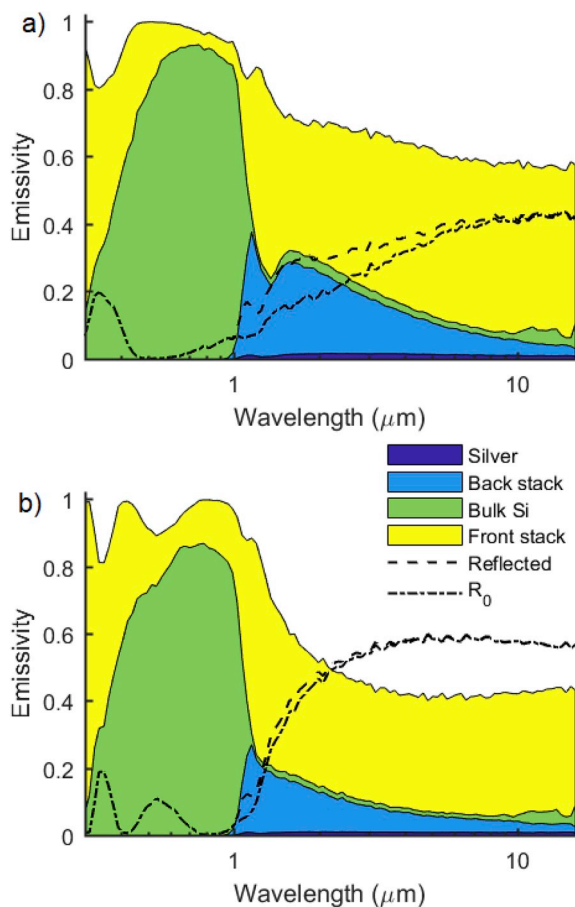 a)
1
0.8
0.6
0.4
0.2
0
Emissivity
1
10
Wavelength (μm)
Silver
Back stack
Bulk Si
Front stack
Reflected
R0
b)
1
0.8
0.6
0.4
0.2
0
Emissivity
1
10
Wavelength (μm)